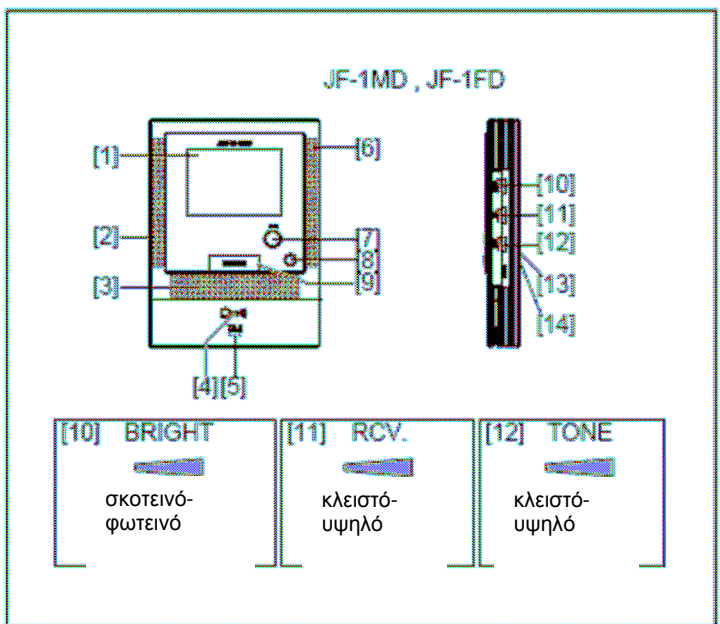 JF-1MD , JF-1FD
[1]
[6]
[10]
[11]
[2]
[7]
[12]
[8]
[3]
[9]
[13]
[14]
[4][5]
[10] BRIGHT
σκοτεινό-
φωτεινό
[11] RCV.
κλειστό-
υψηλό
[12] TONE
κλειστό-
υψηλό